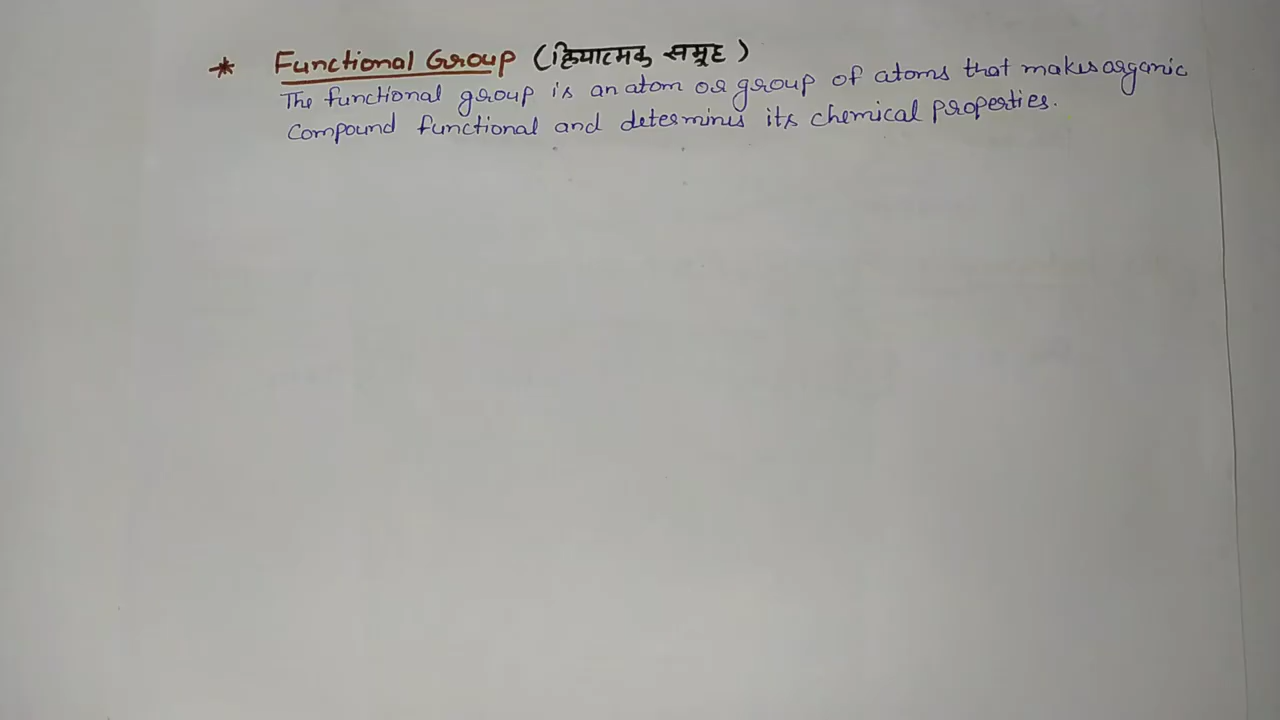 * Functional Group (क्रियात्मक समूह)
The functional group is an atom or group of atoms that makes organic
Compound functional and determines its chemical properties.